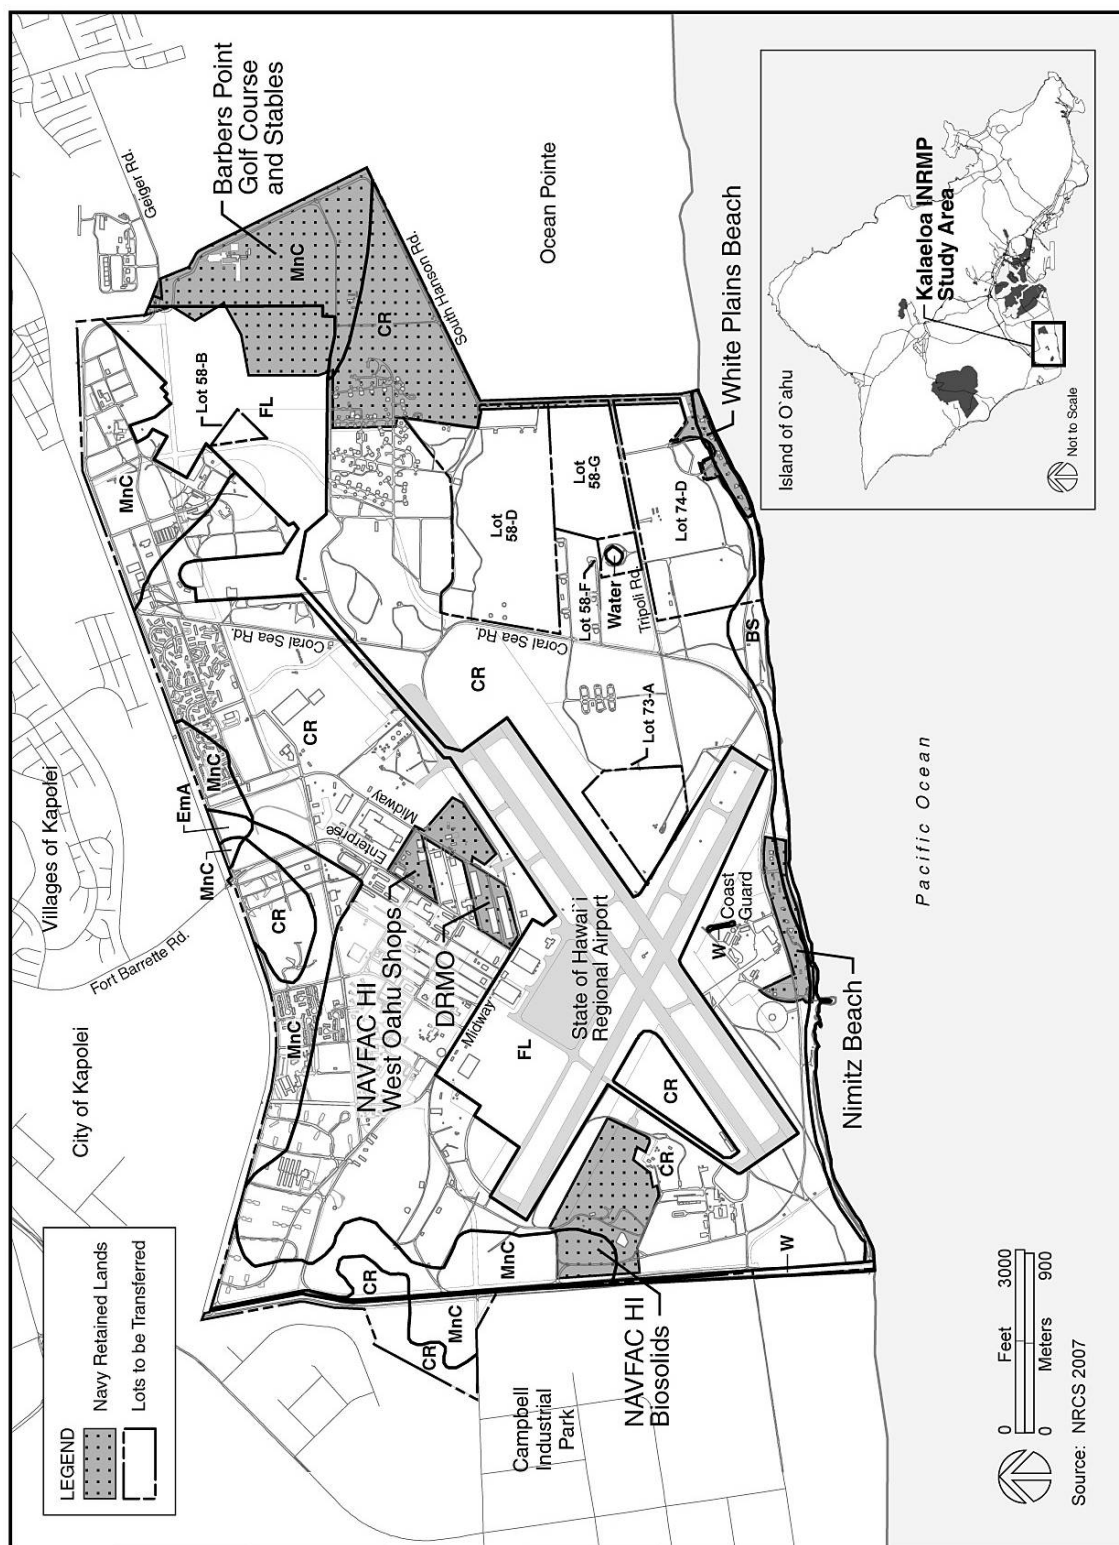 LEGEND
Navy Retained Lands
Lots to be Transferred
City of Kapolei
Villages of Kapolei
Fort Barrette Rd.
Geiger Rd.
Barbers Point
Golf Course
and Stables
MnC
CR
South Hanson Rd.
Ocean Pointe
MnC
Lot 58-B
FL
EmA
MnC
MnC
CR
MnC
CR
Coral Sea Rd.
Midway
Enterprise
NAVFAC HI
West Oahu Shops
DRMO
Midway
FL
State of Hawai‘i
Regional Airport
CR
CR
Lot
58-D
Lot
58-G
Lot 58-F
Water
Tripoli Rd.
Coral Sea Rd.
Lot 74-D
Lot 73-A
BS
White Plains Beach
W
Coast
Guard
Nimitz Beach
CR
W
MnC
CR
CR
MnC
NAVFAC HI
Biosolids
Campbell
Industrial
Park
Pacific Ocean
Island of O`ahu
Kalaeloa INRMP
Study Area
Not to Scale
0 Feet 3000
0 Meters 900
Source: NRCS 2007